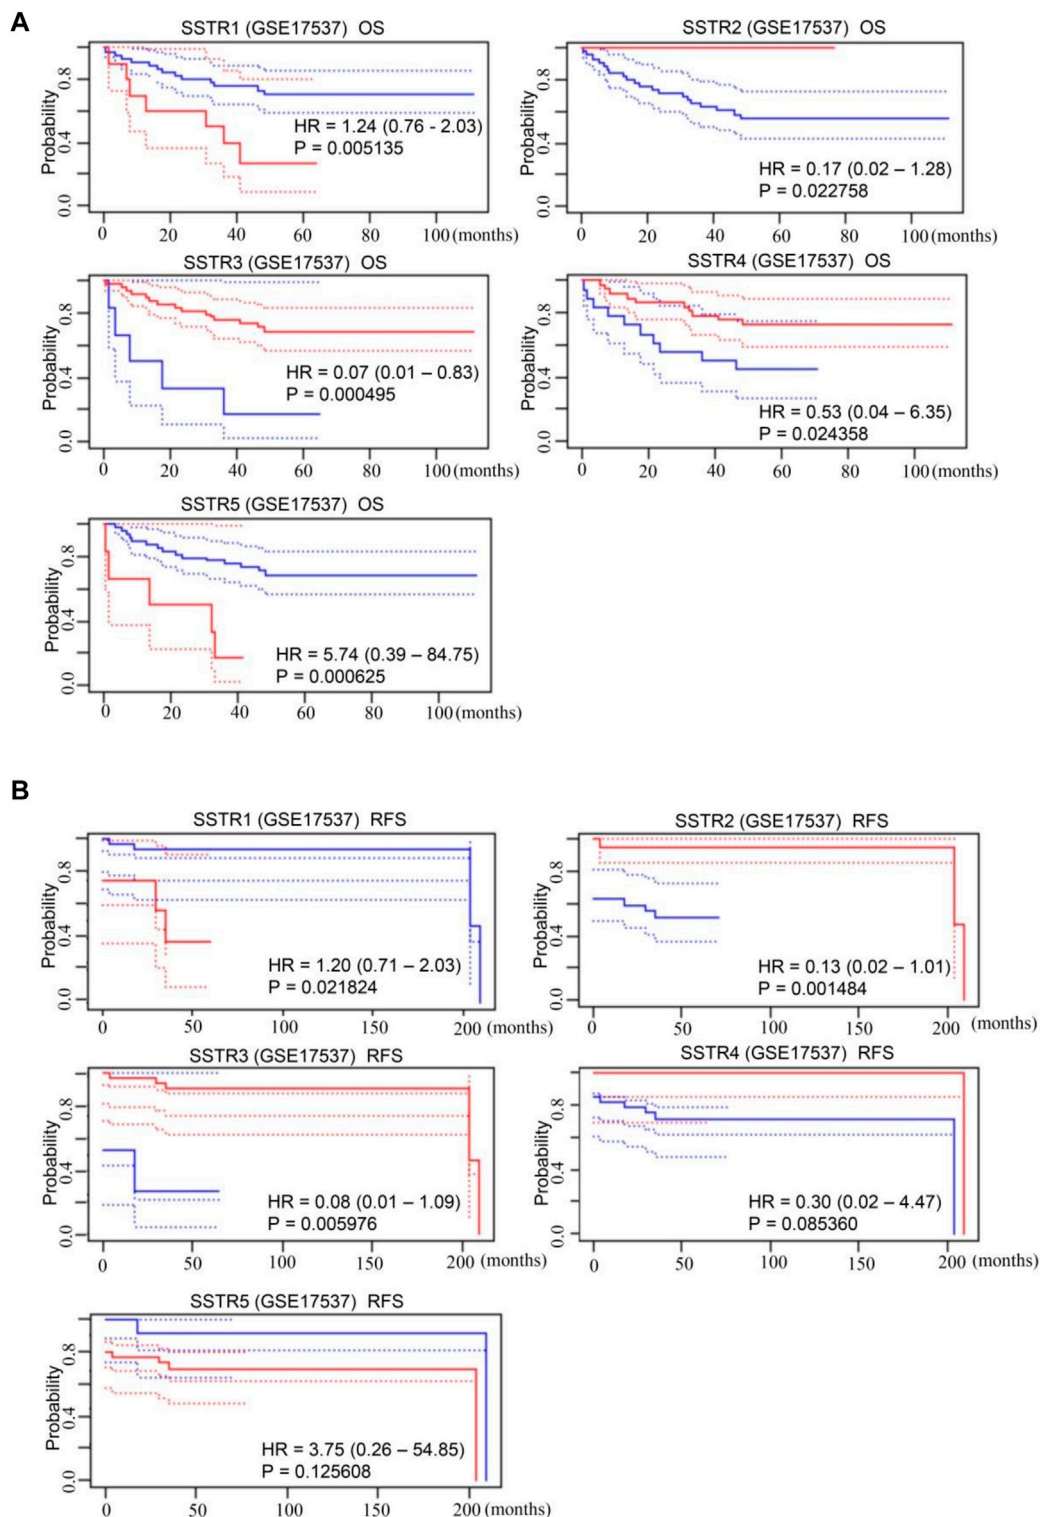 A
SSTR1 (GSE17537) OS
Probability
0.8
0.4
0.0
HR = 1.24 (0.76 - 2.03)
P = 0.005135
0 20 40 60 80 100 (months)
SSTR2 (GSE17537) OS
Probability
0.8
0.4
0.0
HR = 0.17 (0.02 – 1.28)
P = 0.022758
0 20 40 60 80 100 (months)
SSTR3 (GSE17537) OS
Probability
0.8
0.4
0.0
HR = 0.07 (0.01 – 0.83)
P = 0.000495
0 20 40 60 80 100 (months)
SSTR4 (GSE17537) OS
Probability
0.8
0.4
0.0
HR = 0.53 (0.04 – 6.35)
P = 0.024358
0 20 40 60 80 100 (months)
SSTR5 (GSE17537) OS
Probability
0.8
0.4
0.0
HR = 5.74 (0.39 – 84.75)
P = 0.000625
0 20 40 60 80 100 (months)
B
SSTR1 (GSE17537) RFS
Probability
0.8
0.4
0.0
HR = 1.20 (0.71 – 2.03)
P = 0.021824
0 50 100 150 200 (months)
SSTR2 (GSE17537) RFS
Probability
0.8
0.4
0.0
HR = 0.13 (0.02 – 1.01)
P = 0.001484
0 50 100 150 200 (months)
SSTR3 (GSE17537) RFS
Probability
0.8
0.4
0.0
HR = 0.08 (0.01 – 1.09)
P = 0.005976
0 50 100 150 200 (months)
SSTR4 (GSE17537) RFS
Probability
0.8
0.4
0.0
HR = 0.30 (0.02 – 4.47)
P = 0.085360
0 50 100 150 200 (months)
SSTR5 (GSE17537) RFS
Probability
0.8
0.4
0.0
HR = 3.75 (0.26 – 54.85)
P = 0.125608
0 50 100 150 200 (months)